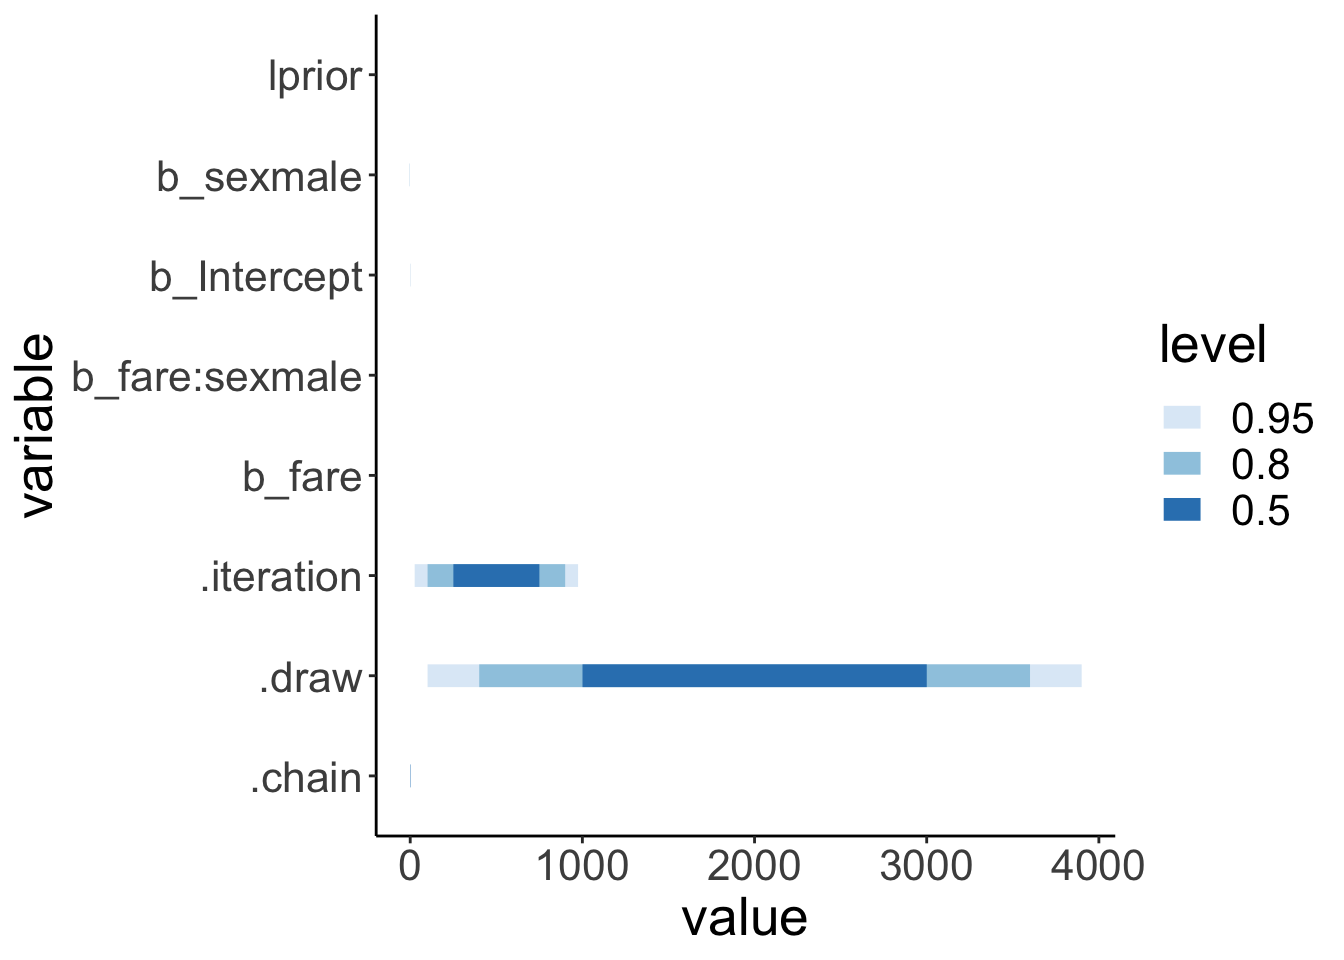 variable
lprior
b_sexmale
b_Intercept
b_fare:sexmale
b_fare
.iteration
.draw
.chain
0 1000 2000 3000 4000
value
level
0.95
0.8
0.5